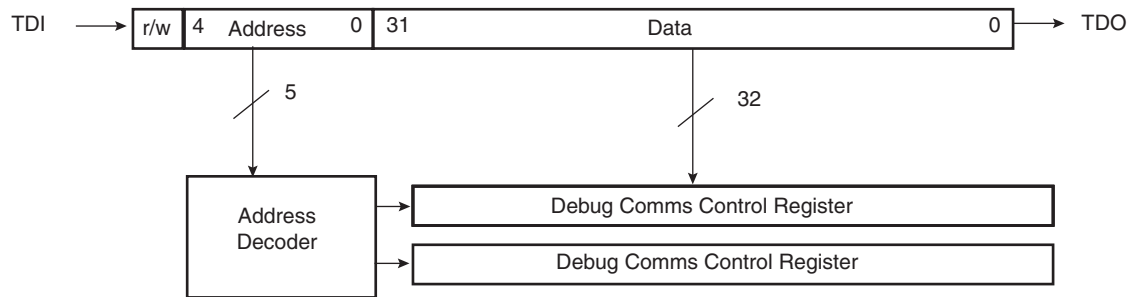 TDI r/w 4 Address 0 31 Data 0 TDO
5
32
Address
Decoder
Debug Comms Control Register
Debug Comms Control Register